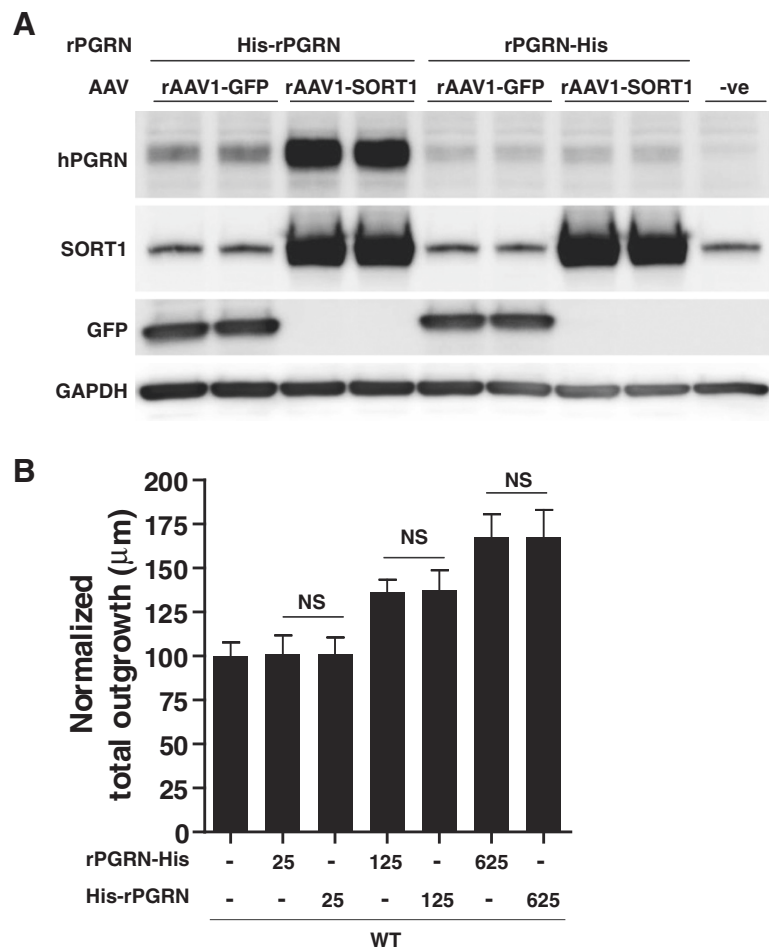 A
rPGRN His-rPGRN rPGRN-His
AAV rAAV1-GFP rAAV1-SORT1 rAAV1-GFP rAAV1-SORT1 -ve
hPGRN
SORT1
GFP
GAPDH
B
Normalized
total outgrowth (μm)
200
175
150
125
100
75
50
25
0
NS
NS
NS
rPGRN-His - 25 - 125 - 625 -
His-rPGRN - - 25 - 125 - 625
WT